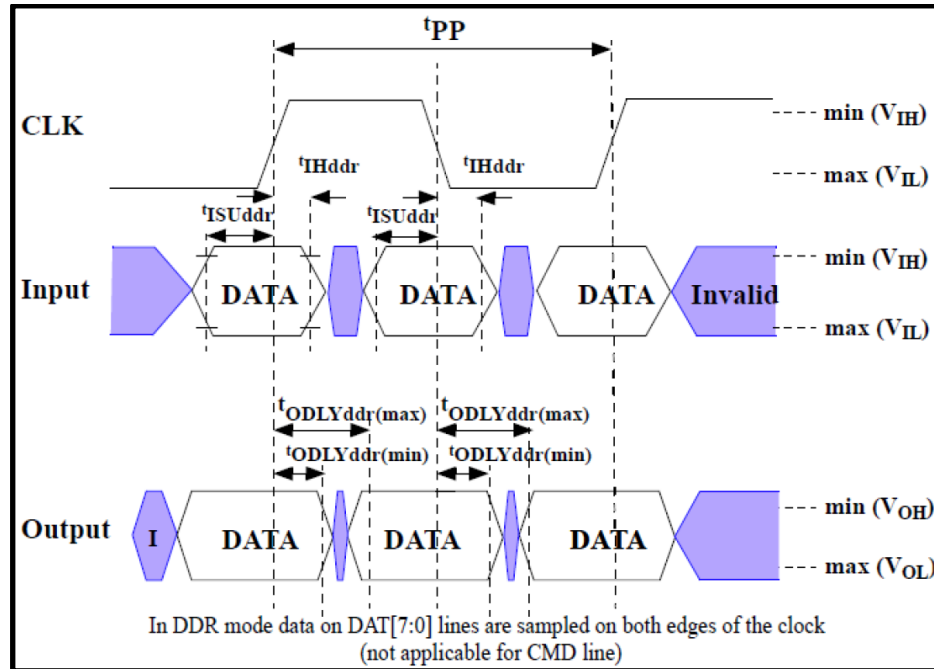 tPP
CLK
min (VIH)
max (VIL)
tIHddr
tIHddr
tISUddr
tISUddr
Input
DATA
DATA
DATA
Invalid
min (VIH)
max (VIL)
tODLYddr(max)
tODLYddr(max)
tODLYddr(min)
tODLYddr(min)
Output
I
DATA
DATA
DATA
min (VOH)
max (VOL)
In DDR mode data on DAT[7:0] lines are sampled on both edges of the clock
(not applicable for CMD line)